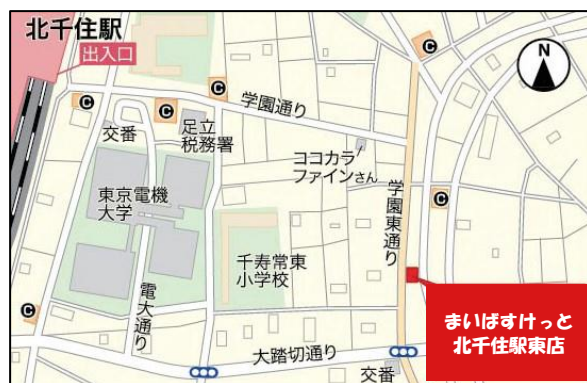 北千住駅
出入口
N
C
C
C
C
学園通り
交番
足立
税務署
ココカラ
ファインさん
東京電機
大学
学園東通り
C
千寿常東
小学校
電大通り
C
大踏切通り
交番
まいばすけっと
北千住駅東店